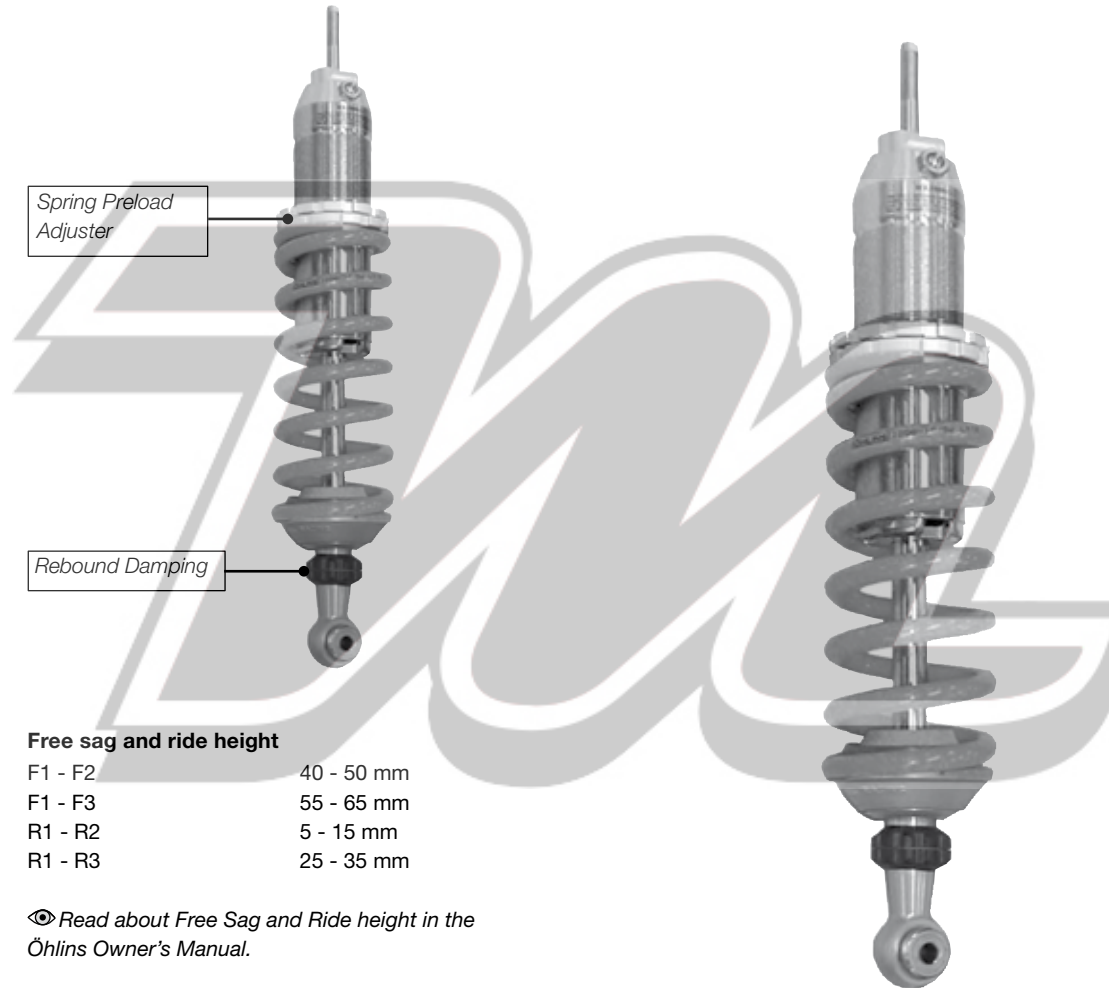 Spring Preload
Adjuster
Rebound Damping
Free sag and ride height
F1 - F2 40 - 50 mm
F1 - F3 55 - 65 mm
R1 - R2 5 - 15 mm
R1 - R3 25 - 35 mm
Read about Free Sag and Ride height in the
Öhlins Owner’s Manual.